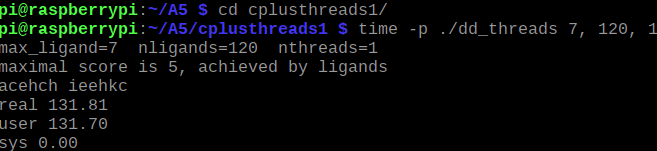 pi@raspberrypi:~/A5 $ cd cplusthreads1/
pi@raspberrypi:~/A5/cplusthreads1 $ time -p ./dd_threads 7, 120, 1
max_ligand=7  nligands=120  nthreads=1
maximal score is 5, achieved by ligands
acehch ieehkc
real 131.81
user 131.70
sys 0.00